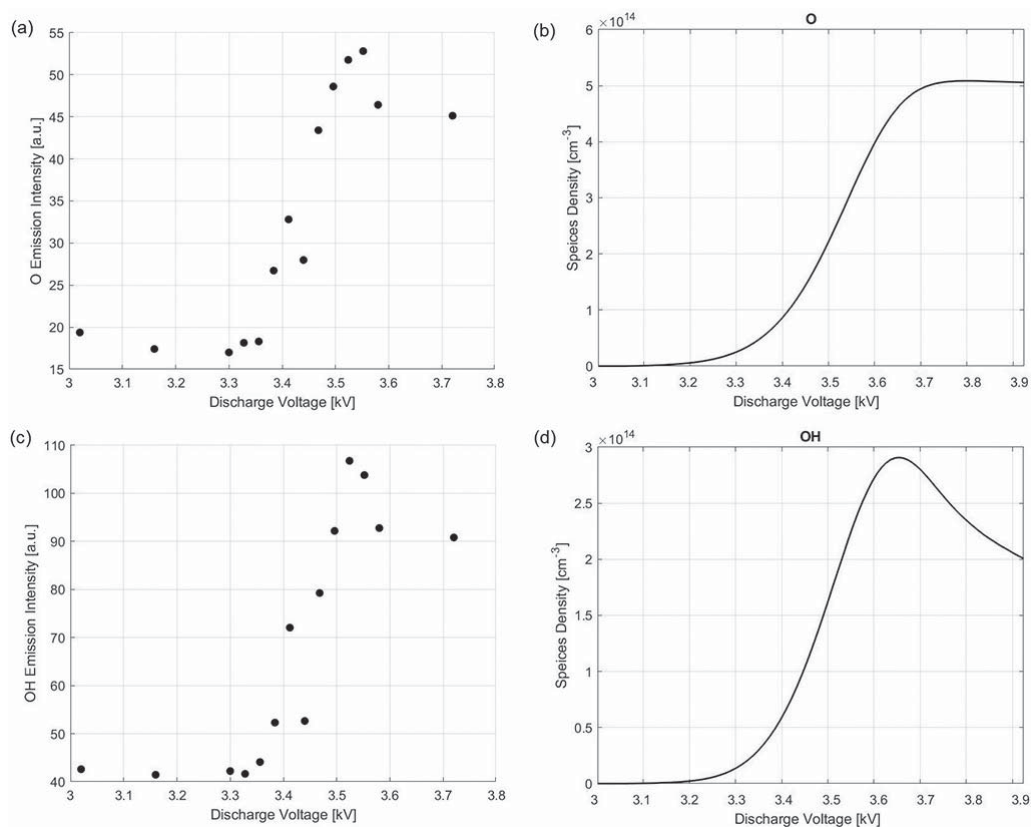 (a)
55
50
45
40
35
30
25
20
15
O Emission Intensity [a.u.]
3 3.1 3.2 3.3 3.4 3.5 3.6 3.7 3.8
Discharge Voltage [kV]
(b)
×10^14
O
6
5
4
3
2
1
0
Speices Density [cm-3]
3 3.1 3.2 3.3 3.4 3.5 3.6 3.7 3.8 3.9
Discharge Voltage [kV]
(c)
110
100
90
80
70
60
50
40
OH Emission Intensity [a.u.]
3 3.1 3.2 3.3 3.4 3.5 3.6 3.7 3.8
Discharge Voltage [kV]
(d)
×10^14
OH
3
2.5
2
1.5
1
0.5
0
Speices Density [cm-3]
3 3.1 3.2 3.3 3.4 3.5 3.6 3.7 3.8 3.9
Discharge Voltage [kV]